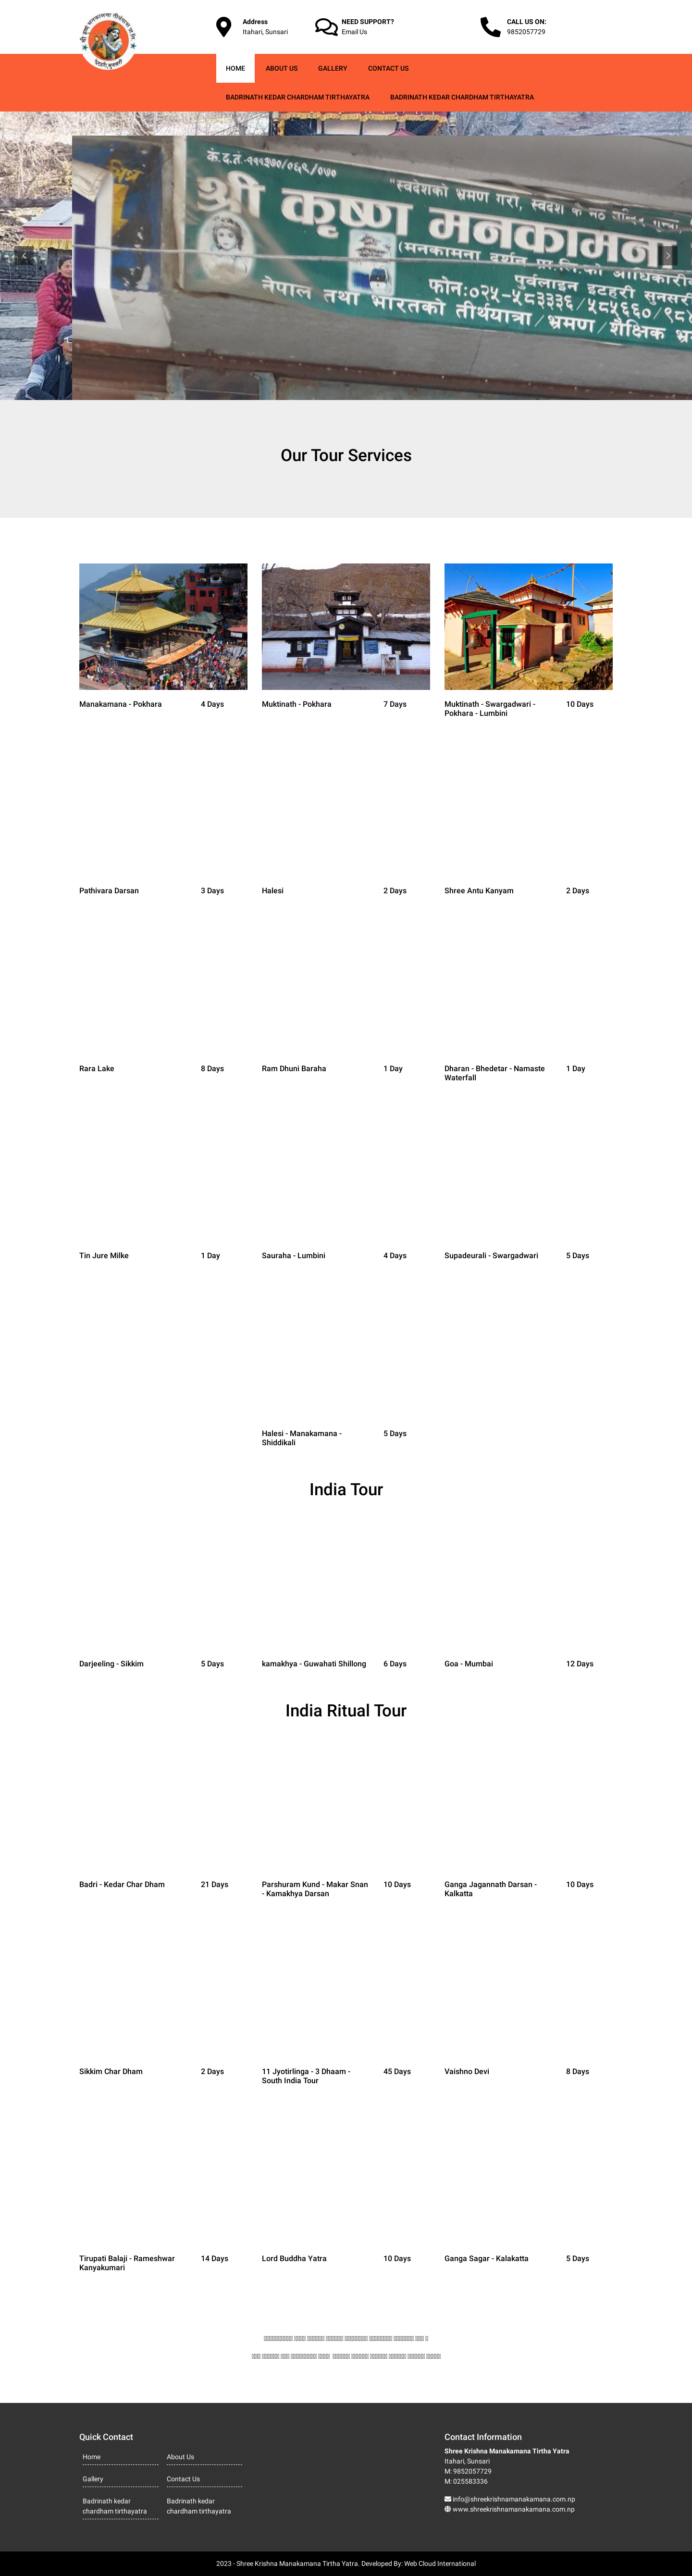 Address
Itahari, Sunsari
NEED SUPPORT?
Email Us
CALL US ON:
9852057729
HOME
ABOUT US
GALLERY
CONTACT US
BADRINATH KEDAR CHARDHAM TIRTHAYATRA
BADRINATH KEDAR CHARDHAM TIRTHAYATRA
कृष्ण मनकामना
नेपाल तथा भारतको तीर्थयात्रा, भ्रमण, शैक्षिक
फोन: ०२५-५८३३३६
Our Tour Services
Manakamana - Pokhara
4 Days
Muktinath - Pokhara
7 Days
Muktinath - Swargadwari -
Pokhara - Lumbini
10 Days
Pathivara Darsan
3 Days
Halesi
2 Days
Shree Antu Kanyam
2 Days
Rara Lake
8 Days
Ram Dhuni Baraha
1 Day
Dharan - Bhedetar - Namaste
Waterfall
1 Day
Tin Jure Milke
1 Day
Sauraha - Lumbini
4 Days
Supadeurali - Swargadwari
5 Days
Halesi - Manakamana -
Shiddikali
5 Days
India Tour
Darjeeling - Sikkim
5 Days
kamakhya - Guwahati Shillong
6 Days
Goa - Mumbai
12 Days
India Ritual Tour
Badri - Kedar Char Dham
21 Days
Parshuram Kund - Makar Snan
- Kamakhya Darsan
10 Days
Ganga Jagannath Darsan -
Kalkatta
10 Days
Sikkim Char Dham
2 Days
11 Jyotirlinga - 3 Dhaam -
South India Tour
45 Days
Vaishno Devi
8 Days
Tirupati Balaji - Rameshwar
Kanyakumari
14 Days
Lord Buddha Yatra
10 Days
Ganga Sagar - Kalakatta
5 Days
Quick Contact
Home
About Us
Gallery
Contact Us
Badrinath kedar
chardham tirthayatra
Badrinath kedar
chardham tirthayatra
Contact Information
Shree Krishna Manakamana Tirtha Yatra
Itahari, Sunsari
M: 9852057729
M: 025583336
info@shreekrishnamanakamana.com.np
www.shreekrishnamanakamana.com.np
2023 - Shree Krishna Manakamana Tirtha Yatra. Developed By: Web Cloud International